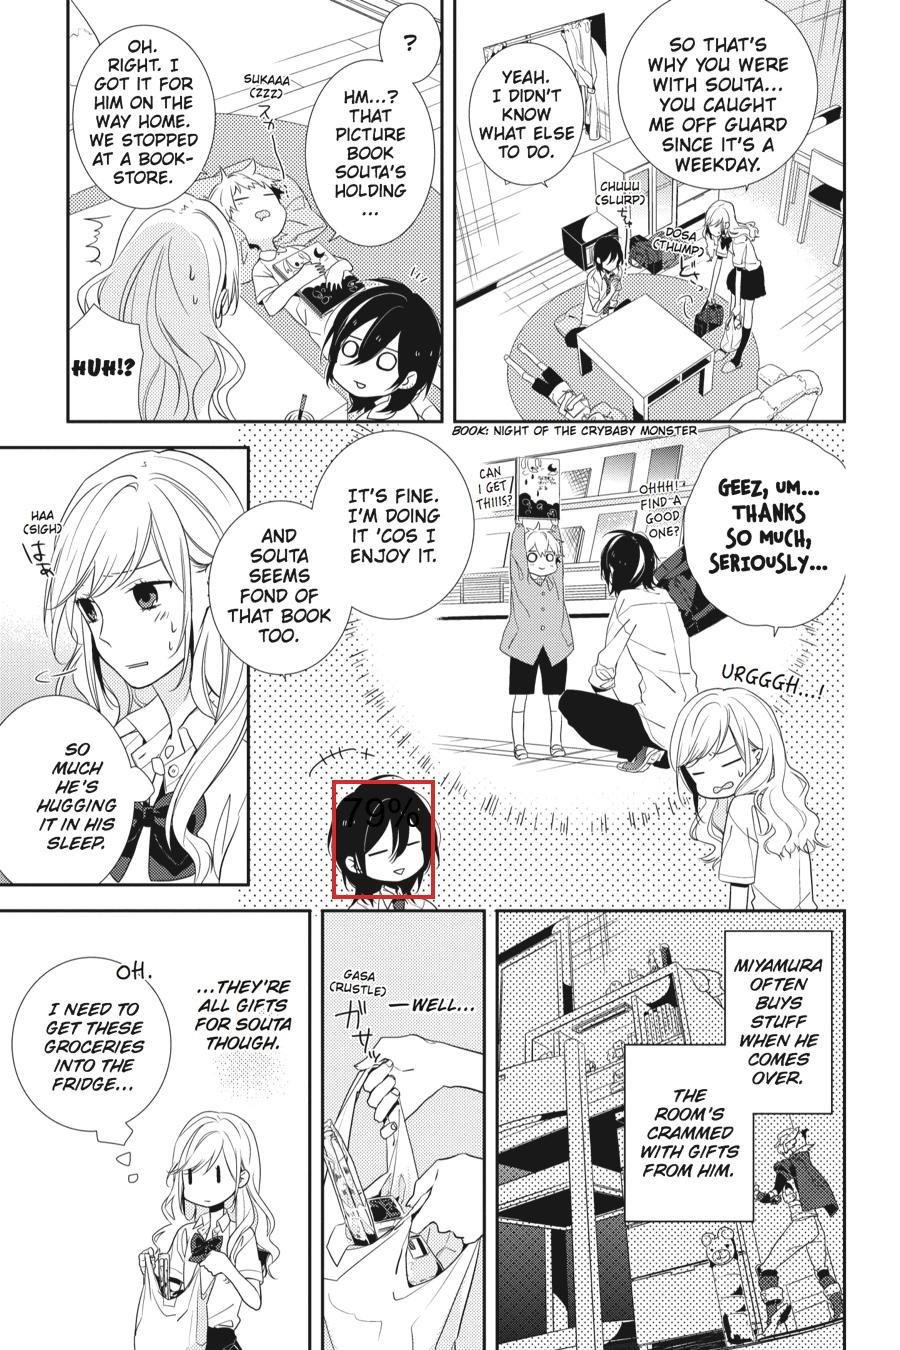 SO THAT'S
WHY YOU WERE
WITH SOUTA...
YOU CAUGHT
ME OFF GUARD
SINCE IT'S A
WEEKDAY.
YEAH.
I DIDN'T
KNOW
WHAT ELSE
TO DO.
CHUUU
(SLURP)
DOSA
(THUMP)
?
HM...?
THAT
PICTURE
BOOK
SOUTA'S
HOLDING
...
SUKAAA
(ZZZ)
OH.
RIGHT. I
GOT IT FOR
HIM ON THE
WAY HOME.
WE STOPPED
AT A BOOK-
STORE.
HUH!?
BOOK: NIGHT OF THE CRYBABY MONSTER
GEEZ, UM...
THANKS
SO MUCH,
SERIOUSLY...
OHHH!
FIND A
GOOD
ONE?
CAN
I GET
THIIIS?
URGGGH...!
IT'S FINE.
I'M DOING
IT 'COS I
ENJOY IT.
AND
SOUTA
SEEMS
FOND OF
THAT BOOK
TOO.
79%
HAA
(SIGH)
はぁ
SO
MUCH
HE'S
HUGGING
IT IN HIS
SLEEP.
MIYAMURA
OFTEN
BUYS
STUFF
WHEN HE
COMES
OVER.
THE
ROOM'S
CRAMMED
WITH GIFTS
FROM HIM.
—WELL...
GASA
(RUSTLE)
ガサ
...THEY'RE
ALL GIFTS
FOR SOUTA
THOUGH.
OH.
I NEED TO
GET THESE
GROCERIES
INTO THE
FRIDGE...